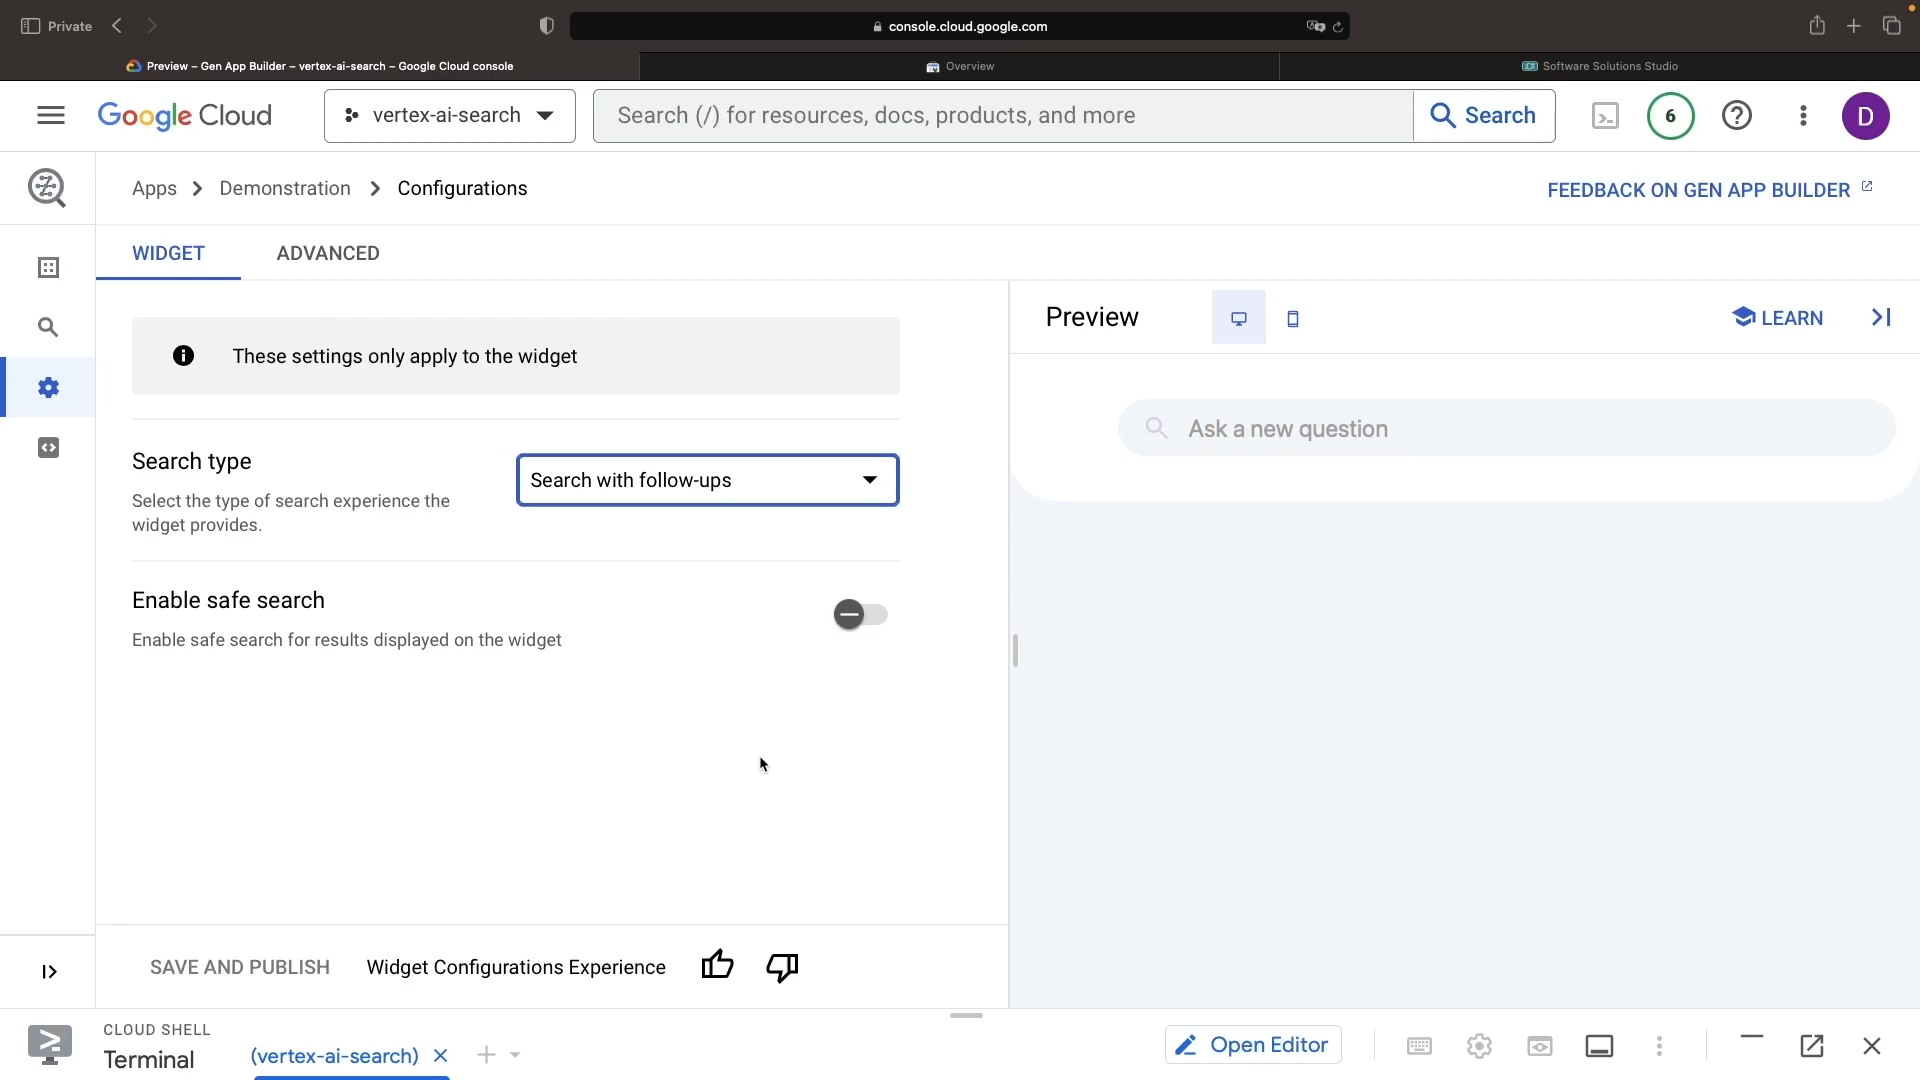 Private
console.cloud.google.com
Preview – Gen App Builder – vertex-ai-search – Google Cloud console
Overview
Software Solutions Studio
Google Cloud
vertex-ai-search
Search (/) for resources, docs, products, and more
Search
6
D
Apps
Demonstration
Configurations
FEEDBACK ON GEN APP BUILDER
WIDGET
ADVANCED
These settings only apply to the widget
Preview
LEARN
Ask a new question
Search type
Select the type of search experience the
widget provides.
Search with follow-ups
Enable safe search
Enable safe search for results displayed on the widget
SAVE AND PUBLISH
Widget Configurations Experience
CLOUD SHELL
Terminal
(vertex-ai-search)
Open Editor